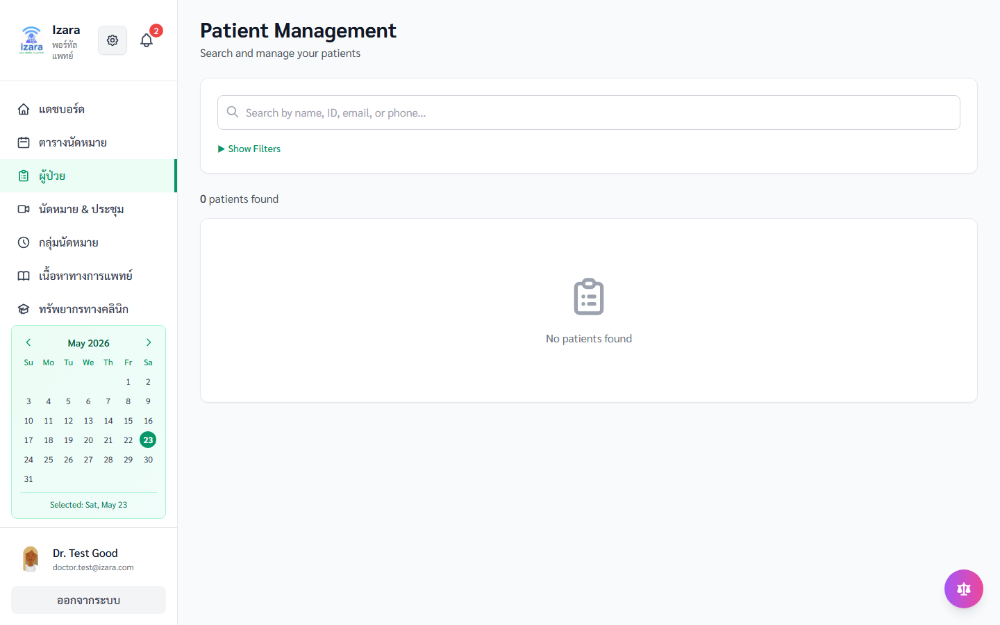 izara
Izara
พอร์ทัล
แพทย์
2
แดชบอร์ด
ตารางนัดหมาย
ผู้ป่วย
นัดหมาย & ประชุม
กลุ่มนัดหมาย
เนื้อหาทางการแพทย์
ทรัพยากรทางคลินิก
May 2026
Su Mo Tu We Th Fr Sa
1 2
3 4 5 6 7 8 9
10 11 12 13 14 15 16
17 18 19 20 21 22 23
24 25 26 27 28 29 30
31
Selected: Sat, May 23
Dr. Test Good
doctor.test@izara.com
ออกจากระบบ
Patient Management
Search and manage your patients
Search by name, ID, email, or phone...
▶ Show Filters
0 patients found
No patients found